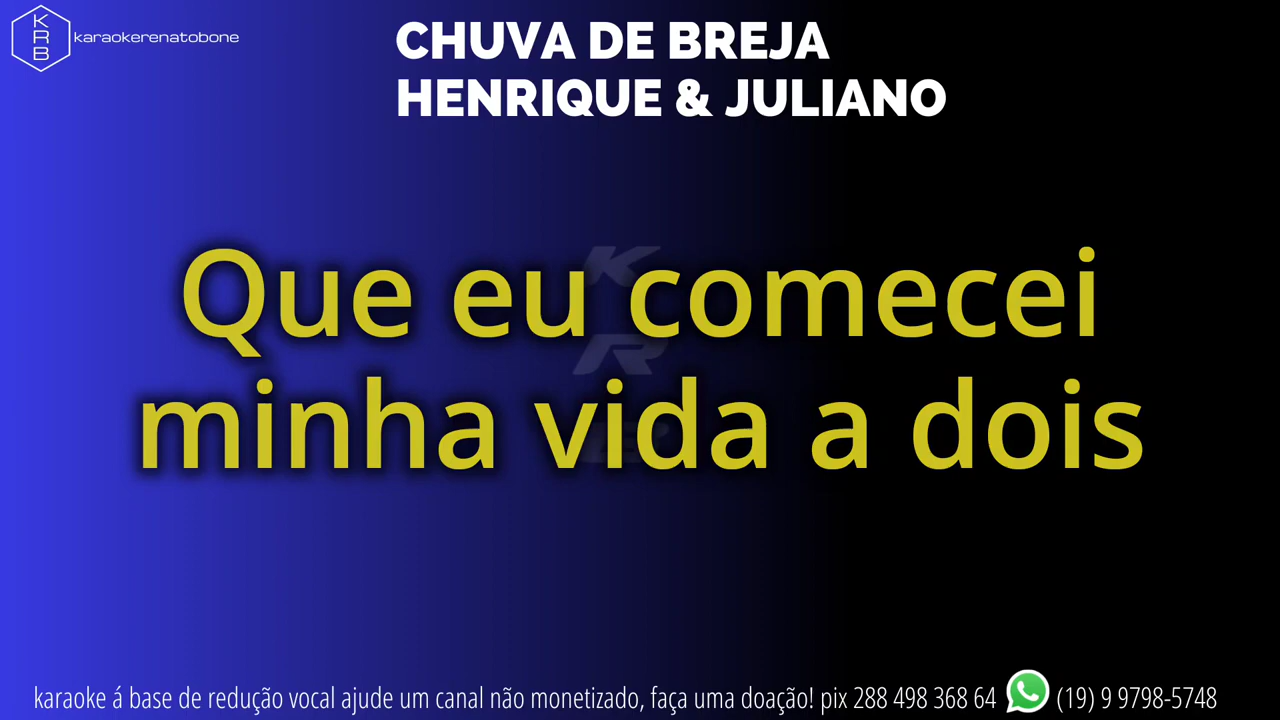 KRB
karaokerenatobone
CHUVA DE BREJA
HENRIQUE & JULIANO
Que eu comecei
minha vida a dois
KRB
karaoke á base de redução vocal ajude um canal não monetizado, faça uma doação! pix 288 498 368 64 (19) 9 9798-5748